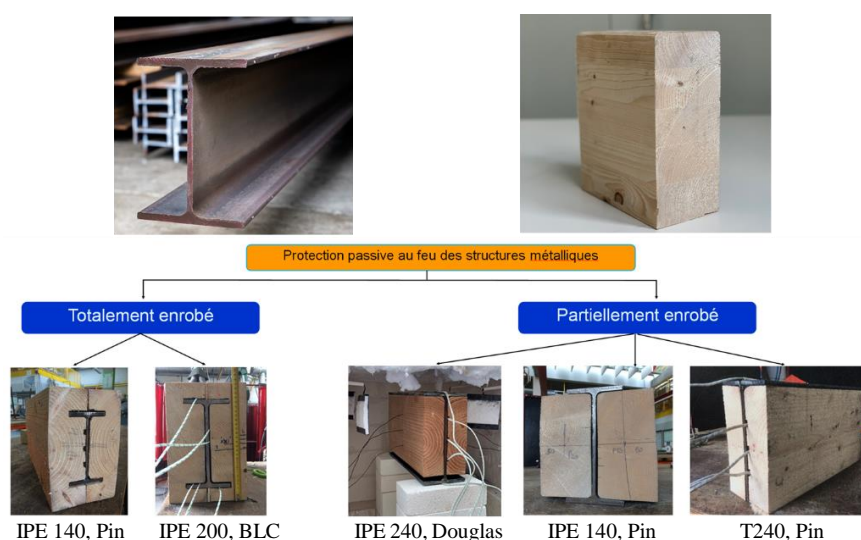 Protection passive au feu des structures métalliques
Totalement enrobé
Partiellement enrobé
IPE 140, Pin
IPE 200, BLC
IPE 240, Douglas
IPE 140, Pin
T240, Pin